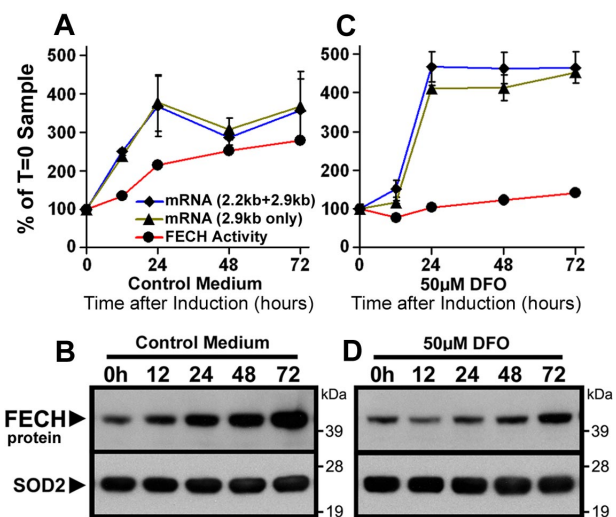 A
C
% of T=0 Sample
500
400
300
200
100
0
mRNA (2.2kb+2.9kb)
mRNA (2.9kb only)
FECH Activity
0 24 48 72
Control Medium
Time after Induction (hours)
500
400
300
200
100
0
0 24 48 72
50µM DFO
Time after Induction (hours)
B
Control Medium
0h 12 24 48 72
FECH
protein
SOD2
kDa
-39
-28
-19
D
50µM DFO
0h 12 24 48 72
kDa
-39
-28
-19